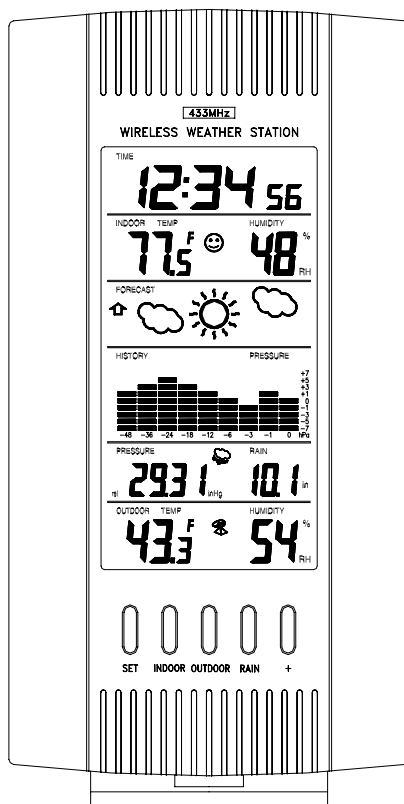 433MHz
WIRELESS WEATHER STATION
TIME
12:34 56
INDOOR TEMP HUMIDITY
77.5 F 48 % RH
FORECAST
HISTORY PRESSURE
+7
+5
+3
+1
0
-1
-3
-5
-7
-48 -36 -24 -18 -12 -6 -3 -1 0 hPa
PRESSURE RAIN
rel 29.31 inHg 10.1 in
OUTDOOR TEMP HUMIDITY
43.3 F 54 % RH
SET INDOOR OUTDOOR RAIN +